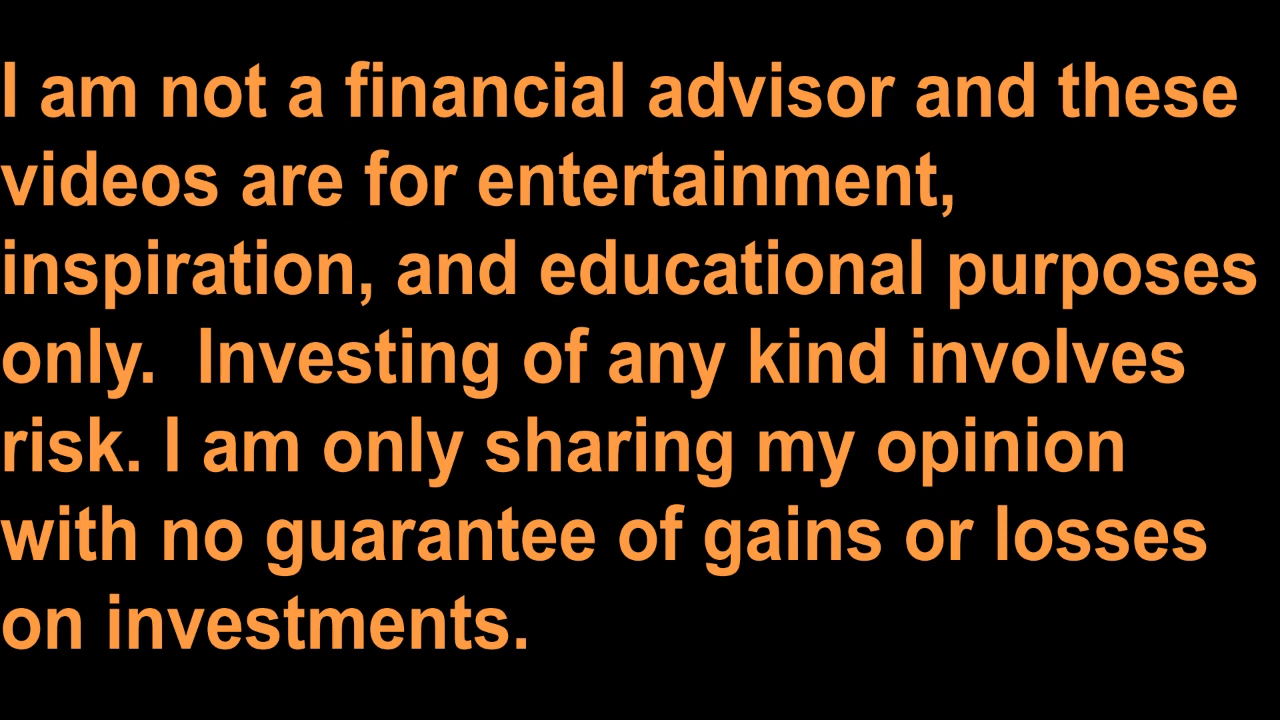 I am not a financial advisor and these
videos are for entertainment,
inspiration, and educational purposes
only.  Investing of any kind involves
risk. I am only sharing my opinion
with no guarantee of gains or losses
on investments.